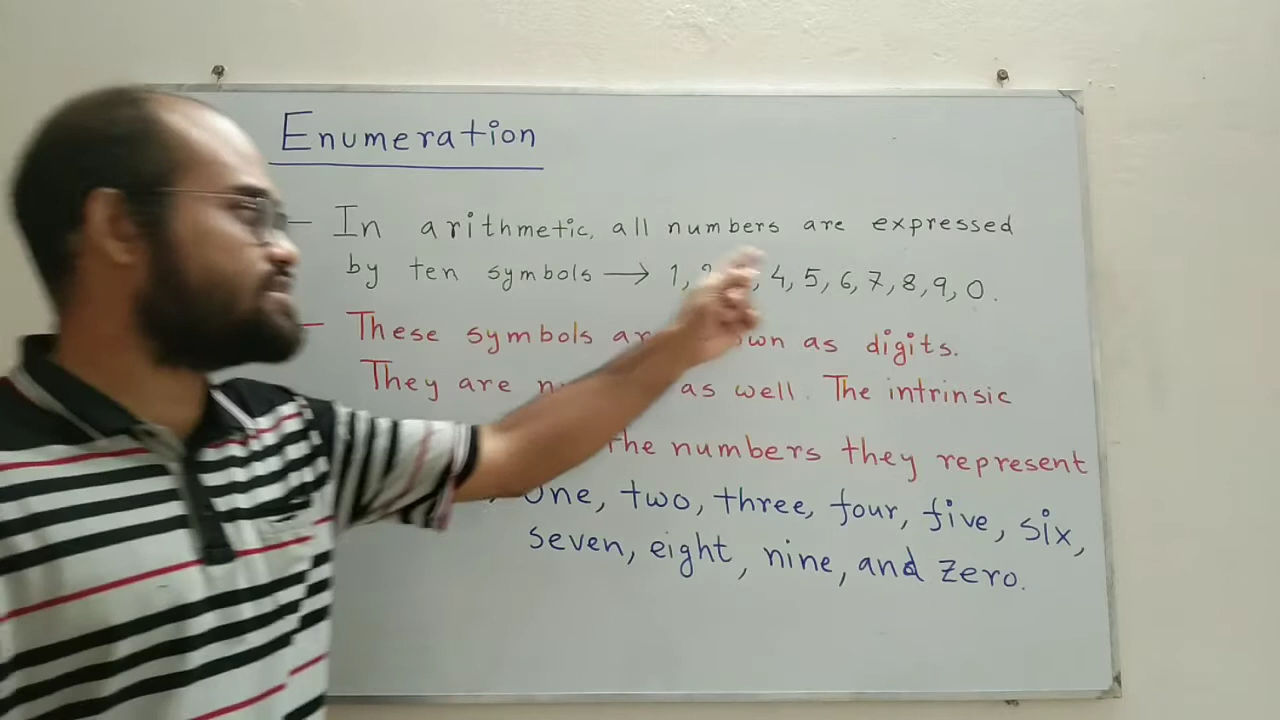 Enumeration
- In arithmetic, all numbers are expressed
by ten symbols → 1, 4, 5, 6, 7, 8, 9, 0.
- These symbols as digits.
They are as well. The intrinsic
the numbers they represent
one, two, three, four, five, six,
seven, eight, nine, and zero.